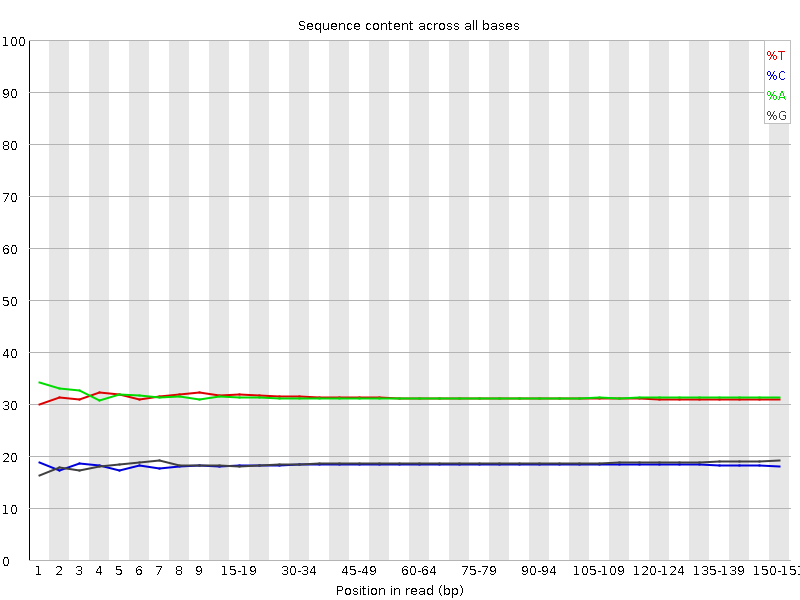 Sequence content across all bases
100
90
80
70
60
50
40
30
20
10
0
%T
%C
%A
%G
1 2 3 4 5 6 7 8 9 15-19 30-34 45-49 60-64 75-79 90-94 105-109 120-124 135-139 150-151
Position in read (bp)